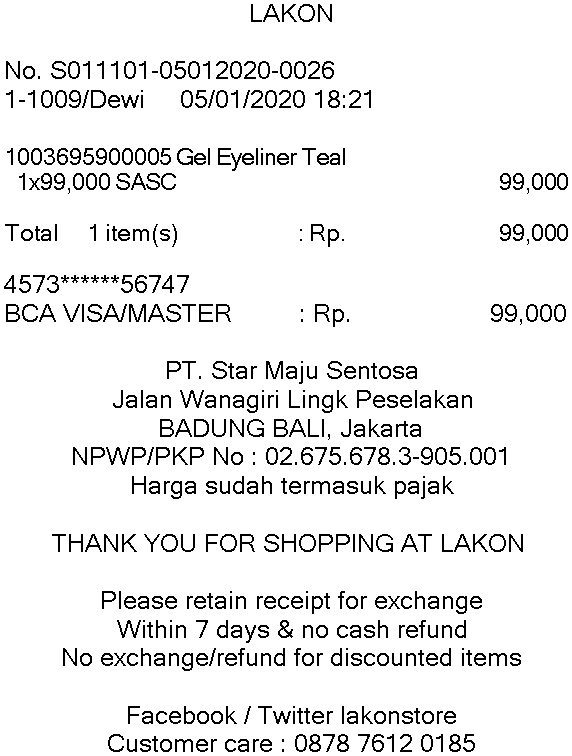 LAKON
No. S011101-05012020-0026
1-1009/Dewi 05/01/2020 18:21
1003695900005 Gel Eyeliner Teal
1x99,000 SASC 99,000
Total 1 item(s) : Rp. 99,000
4573******56747
BCA VISA/MASTER : Rp. 99,000
PT. Star Maju Sentosa
Jalan Wanagiri Lingk Peselakan
BADUNG BALI, Jakarta
NPWP/PKP No : 02.675.678.3-905.001
Harga sudah termasuk pajak
THANK YOU FOR SHOPPING AT LAKON
Please retain receipt for exchange
Within 7 days & no cash refund
No exchange/refund for discounted items
Facebook / Twitter lakonstore
Customer care : 0878 7612 0185